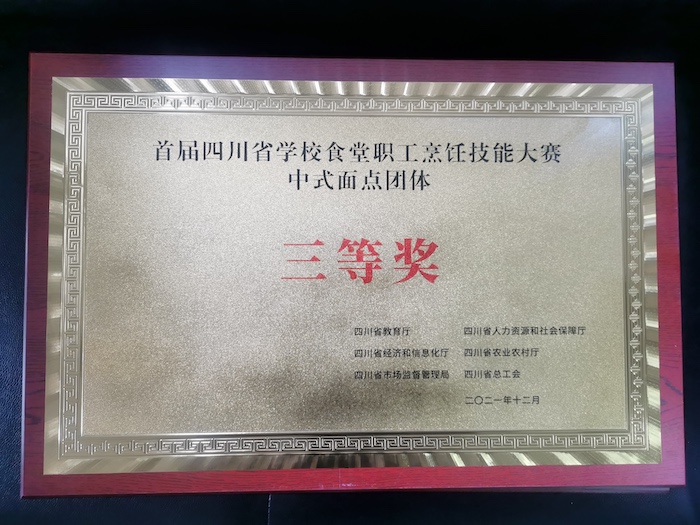 首届四川省学校食堂职工烹饪技能大赛
中式面点团体
三等奖
四川省教育厅 四川省人力资源和社会保障厅
四川省经济和信息化厅 四川省农业农村厅
四川省市场监督管理局 四川省总工会
二〇二一年十二月